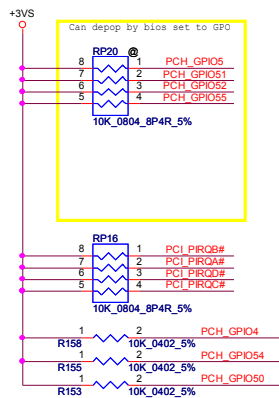 +3VS
Can depop by bios set to GPO
RP20 @
8 1 PCH_GPIO5
7 2 PCH_GPIO51
6 3 PCH_GPIO52
5 4 PCH_GPIO55
10K_0804_8P4R_5%
RP16
8 1 PCI_PIRQB#
7 2 PCI_PIRQA#
6 3 PCI_PIRQD#
5 4 PCI_PIRQC#
10K_0804_8P4R_5%
1 2 PCH_GPIO4
R158 10K_0402_5%
1 2 PCH_GPIO54
R155 10K_0402_5%
1 2 PCH_GPIO50
R153 10K_0402_5%